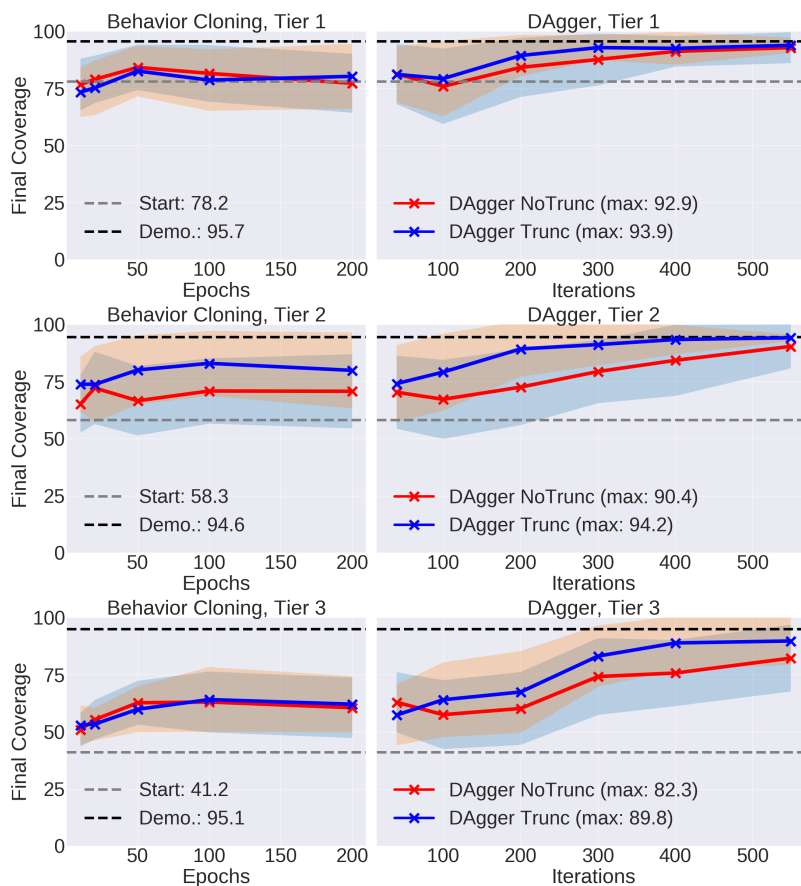 Behavior Cloning, Tier 1
DAgger, Tier 1
Final Coverage
100
75
50
25
0
Start: 78.2
Demo.: 95.7
DAgger NoTrunc (max: 92.9)
DAgger Trunc (max: 93.9)
50 100 150 200
100 200 300 400 500
Epochs
Iterations
Behavior Cloning, Tier 2
DAgger, Tier 2
Final Coverage
100
75
50
25
0
Start: 58.3
Demo.: 94.6
DAgger NoTrunc (max: 90.4)
DAgger Trunc (max: 94.2)
50 100 150 200
100 200 300 400 500
Epochs
Iterations
Behavior Cloning, Tier 3
DAgger, Tier 3
Final Coverage
100
75
50
25
0
Start: 41.2
Demo.: 95.1
DAgger NoTrunc (max: 82.3)
DAgger Trunc (max: 89.8)
50 100 150 200
100 200 300 400 500
Epochs
Iterations